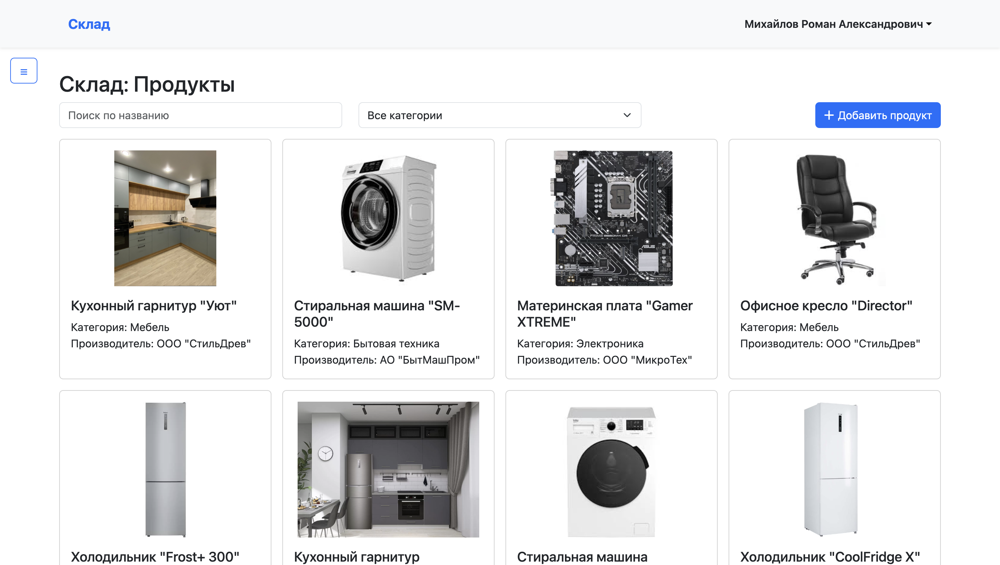 Склад
Михайлов Роман Александрович
Склад: Продукты
Поиск по названию
Все категории
Добавить продукт
PRIME B660M-K D4
ASUS
Кухонный гарнитур "Уют"
Категория: Мебель
Производитель: ООО "СтильДрев"
Стиральная машина "SM-
5000"
Категория: Бытовая техника
Производитель: АО "БытМашПром"
Материнская плата "Gamer
XTREME"
Категория: Электроника
Производитель: ООО "МикроТех"
Офисное кресло "Director"
Категория: Мебель
Производитель: ООО "СтильДрев"
Холодильник "Frost+ 300"
Кухонный гарнитур
Стиральная машина
Холодильник "CoolFridge X"